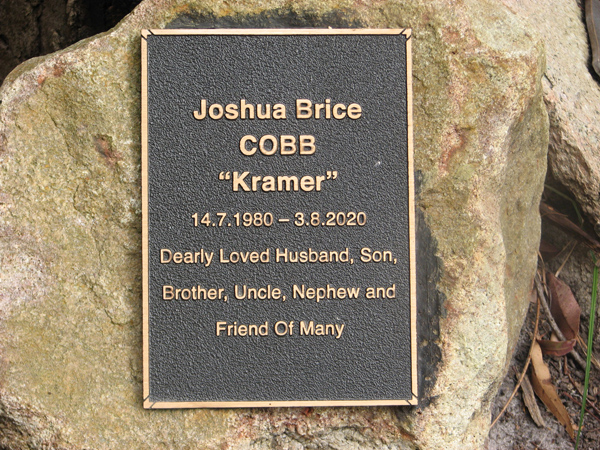 Joshua Brice
COBB
“Kramer”
14.7.1980 – 3.8.2020
Dearly Loved Husband, Son,
Brother, Uncle, Nephew and
Friend Of Many